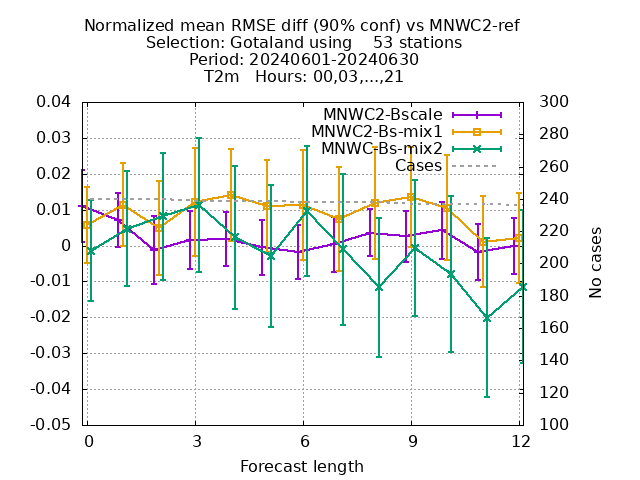 Normalized mean RMSE diff (90% conf) vs MNWC2-ref
Selection: Gotaland using 53 stations
Period: 20240601-20240630
T2m Hours: 00,03,...,21
MNWC2-Bscale
MNWC2-Bs-mix1
MNWC-Bs-mix2
Cases
0.04
0.03
0.02
0.01
0
-0.01
-0.02
-0.03
-0.04
-0.05
300
280
260
240
220
200
180
160
140
120
100
No cases
0 3 6 9 12
Forecast length